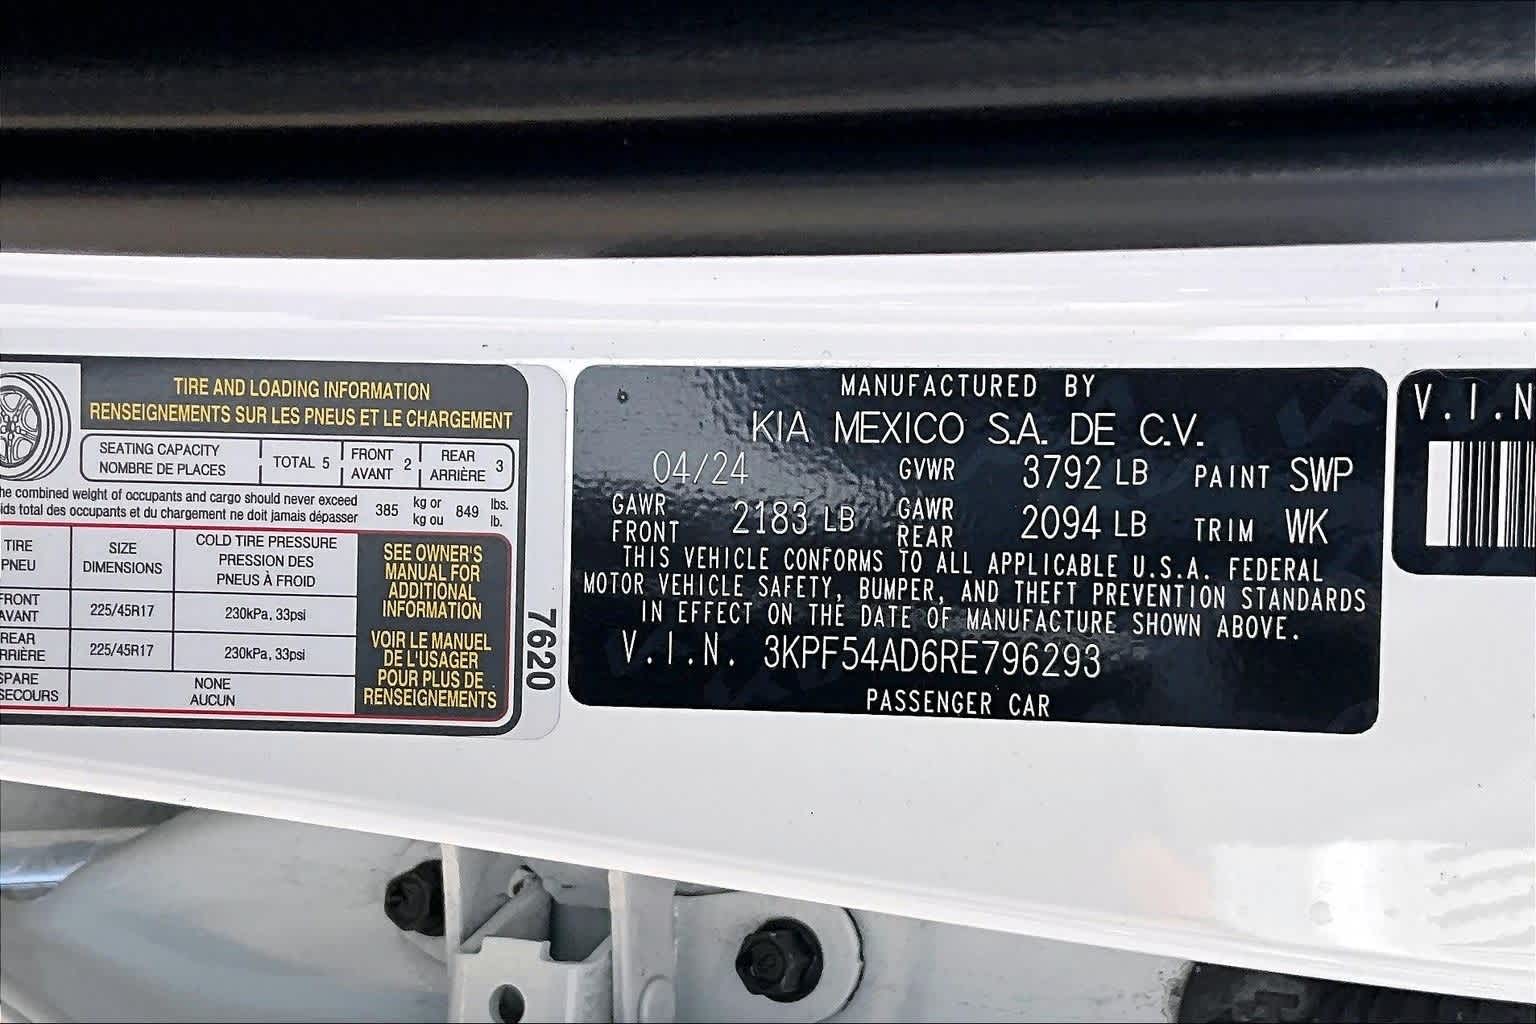 TIRE AND LOADING INFORMATION
RENSEIGNEMENTS SUR LES PNEUS ET LE CHARGEMENT
SEATING CAPACITY
NOMBRE DE PLACES
TOTAL 5
FRONT
AVANT 2
REAR
ARRIÈRE 3
he combined weight of occupants and cargo should never exceed
ids total des occupants et du chargement ne doit jamais dépasser
385 kg or
kg ou
849 lbs.
lb.
TIRE
PNEU
SIZE
DIMENSIONS
COLD TIRE PRESSURE
PRESSION DES
PNEUS À FROID
FRONT
AVANT
225/45R17
230kPa, 33psi
REAR
RRIÈRE
225/45R17
230kPa, 33psi
SPARE
SECOURS
NONE
AUCUN
SEE OWNER'S
MANUAL FOR
ADDITIONAL
INFORMATION
VOIR LE MANUEL
DE L'USAGER
POUR PLUS DE
RENSEIGNEMENTS
7620
MANUFACTURED BY
KIA MEXICO S.A. DE C.V.
04/24 GVWR 3792 LB PAINT SWP
GAWR
FRONT 2183 LB GAWR
REAR 2094 LB TRIM WK
THIS VEHICLE CONFORMS TO ALL APPLICABLE U.S.A. FEDERAL
MOTOR VEHICLE SAFETY, BUMPER, AND THEFT PREVENTION STANDARDS
IN EFFECT ON THE DATE OF MANUFACTURE SHOWN ABOVE.
V.I.N. 3KPF54AD6RE796293
PASSENGER CAR
V.I.N